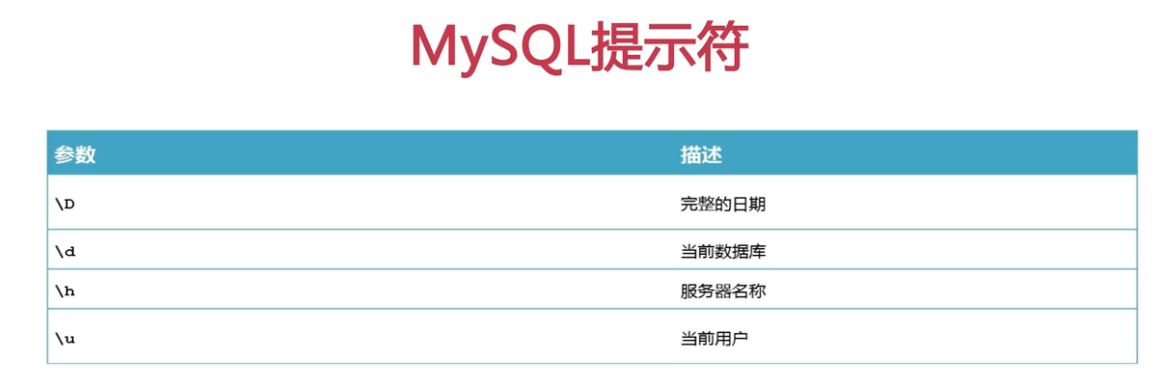 MySQL提示符
参数 描述
\D 完整的日期
\d 当前数据库
\h 服务器名称
\u 当前用户